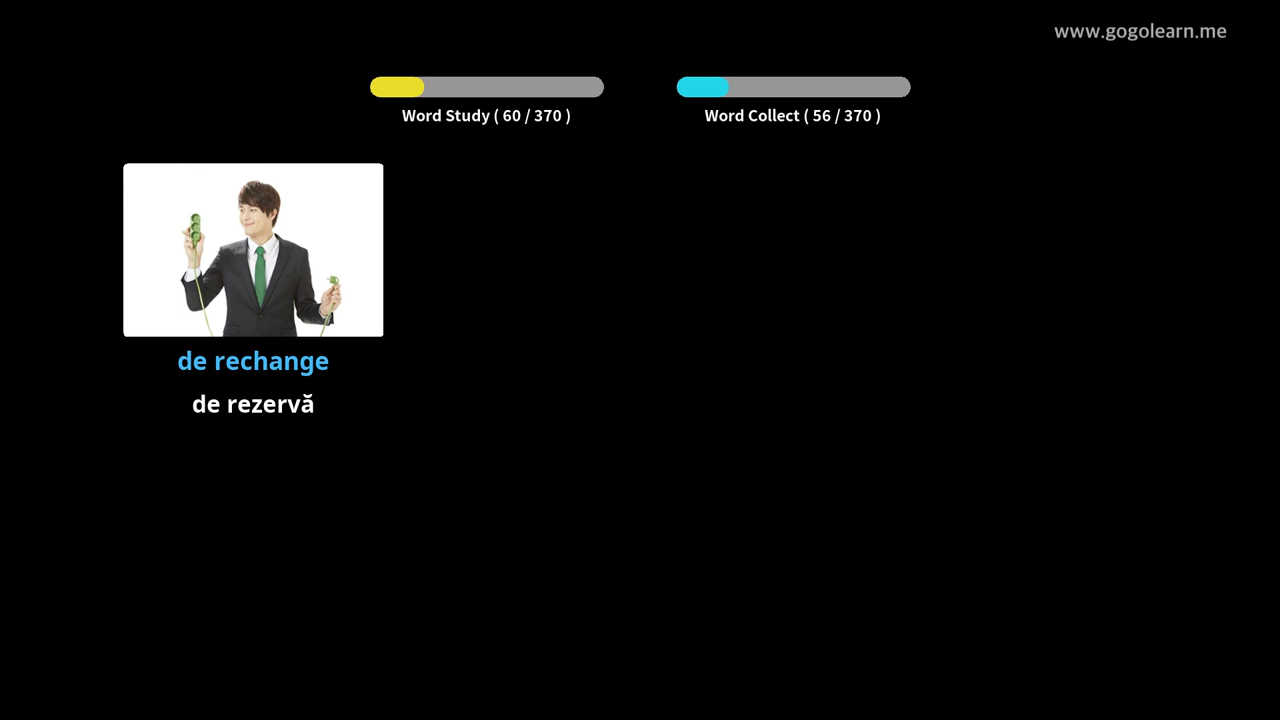 www.gogolearn.me
Word Study ( 60 / 370 )
Word Collect ( 56 / 370 )
de rechange
de rezervă